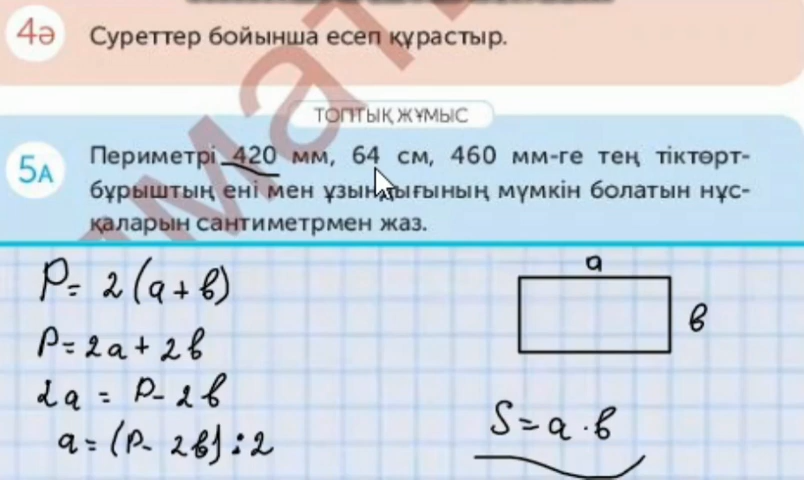 4ə Суреттер бойынша есеп құрастыр.
ТОПТЫҚ ЖҰМЫС
5А Периметрі 420 мм, 64 см, 460 мм-ге тең тіктөрт-
бұрыштың ені мен ұзындығының мүмкін болатын нұс-
қаларын сантиметрмен жаз.
P= 2(a+b)
a
b
P=2a+2b
2a = P-2b
a=(P-2b):2
S=a·b